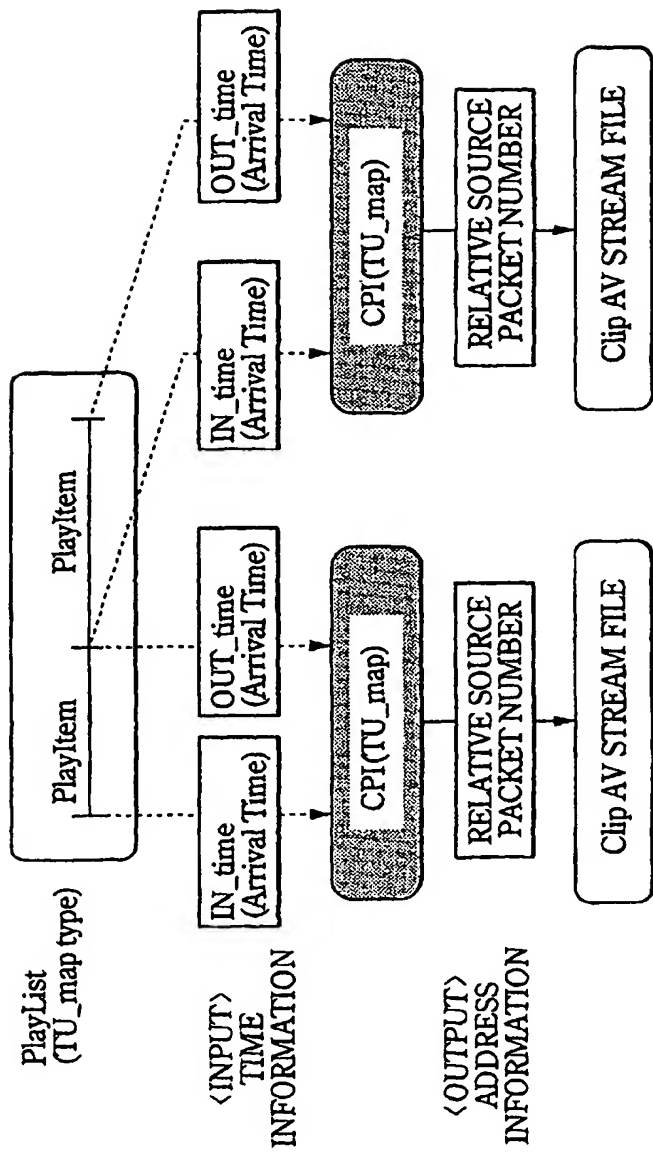 PlayList
(TU_map type)
PlayItem
PlayItem
<INPUT>
TIME
INFORMATION
IN_time
(Arrival Time)
OUT_time
(Arrival Time)
IN_time
(Arrival Time)
OUT_time
(Arrival Time)
CPI(TU_map)
CPI(TU_map)
<OUTPUT>
ADDRESS
INFORMATION
RELATIVE SOURCE
PACKET NUMBER
RELATIVE SOURCE
PACKET NUMBER
Clip AV STREAM FILE
Clip AV STREAM FILE